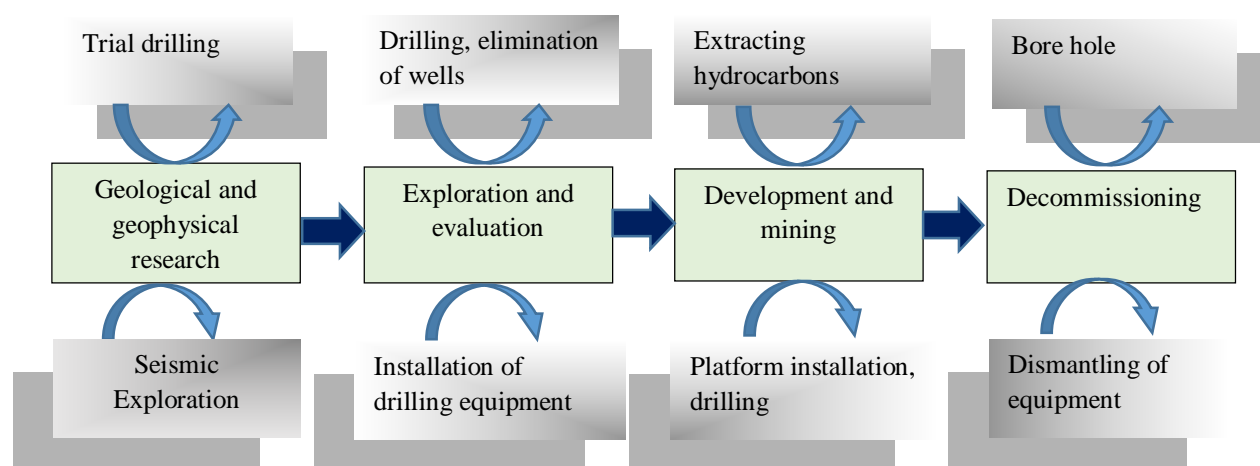 Trial drilling
Drilling, elimination
of wells
Extracting
hydrocarbons
Bore hole
Geological and
geophysical
research
Exploration and
evaluation
Development and
mining
Decommissioning
Seismic
Exploration
Installation of
drilling equipment
Platform installation,
drilling
Dismantling of
equipment